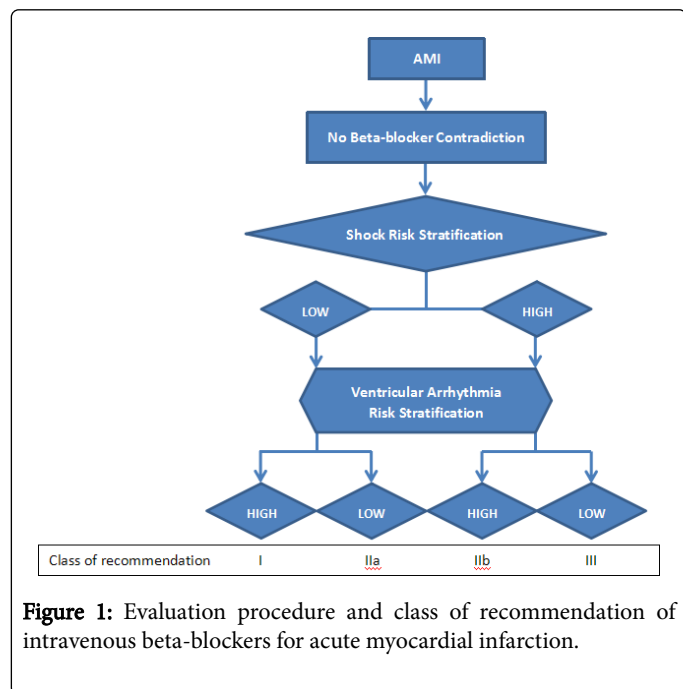 AMI
No Beta-blocker Contradiction
Shock Risk Stratification
LOW
HIGH
Ventricular Arrhythmia
Risk Stratification
HIGH
LOW
HIGH
LOW
Class of recommendation I IIa IIb III
Figure 1: Evaluation procedure and class of recommendation of
intravenous beta-blockers for acute myocardial infarction.